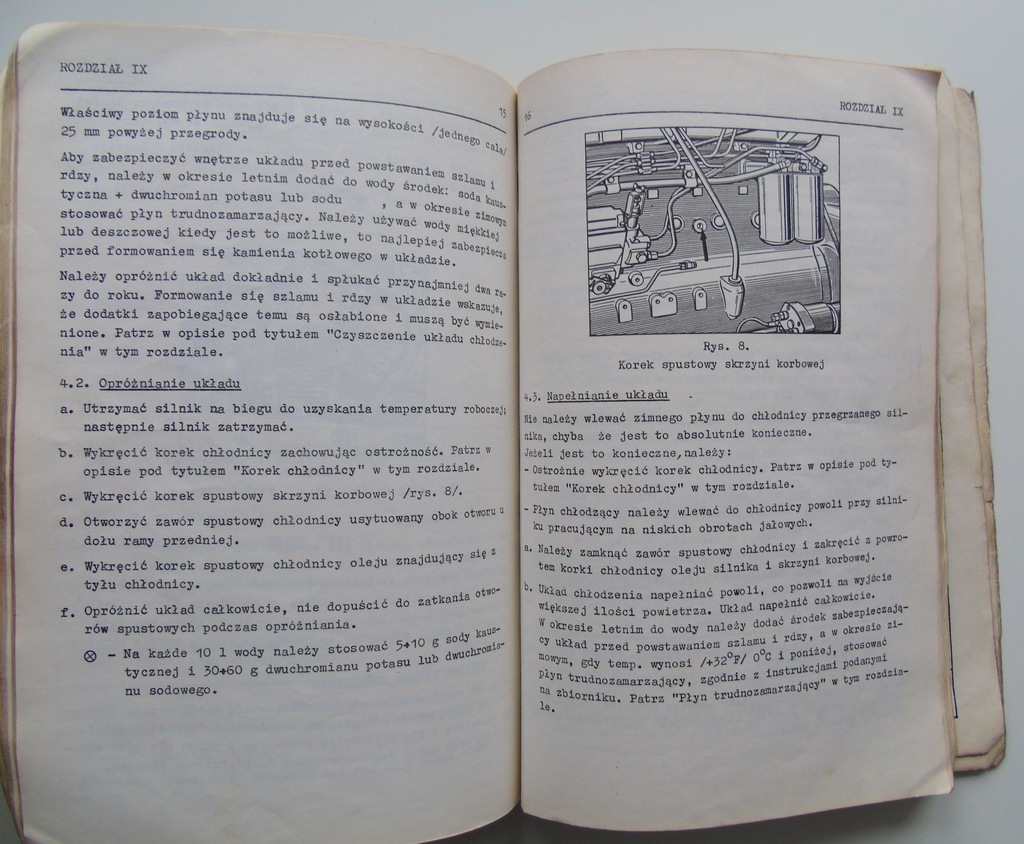 ROZDZIAŁ IX
15
Właściwy poziom płynu znajduje się na wysokości /jednego cala/
25 mm powyżej przegrody.
Aby zabezpieczyć wnętrze układu przed powstawaniem szlamu i
rdzy, należy w okresie letnim dodać do wody środek: soda kaus-
tyczna + dwuchromian potasu lub sodu , a w okresie zimowym
stosować płyn trudnozamarzający. Należy używać wody miękkiej
lub deszczowej kiedy jest to możliwe, to najlepiej zabezpiecza
przed formowaniem się kamienia kotłowego w układzie.
Należy opróżnić układ dokładnie i spłukać przynajmniej dwa ra-
zy do roku. Formowanie się szlamu i rdzy w układzie wskazuje,
że dodatki zapobiegające temu są osłabione i muszą być wymie-
nione. Patrz w opisie pod tytułem "Czyszczenie układu chłodze-
nia" w tym rozdziale.
4.2. Opróżnianie układu
a. Utrzymać silnik na biegu do uzyskania temperatury roboczej;
następnie silnik zatrzymać.
b. Wykręcić korek chłodnicy zachowując ostrożność. Patrz w
opisie pod tytułem "Korek chłodnicy" w tym rozdziale.
c. Wykręcić korek spustowy skrzyni korbowej /rys. 8/.
d. Otworzyć zawór spustowy chłodnicy usytuowany obok otworu u
dołu ramy przedniej.
e. Wykręcić korek spustowy chłodnicy oleju znajdujący się z
tyłu chłodnicy.
f. Opróżnić układ całkowicie, nie dopuścić do zatkania otwo-
rów spustowych podczas opróżniania.
⊗ - Na każde 10 l wody należy stosować 5+10 g sody kaus-
tycznej i 30+60 g dwuchromianu potasu lub dwuchromia-
nu sodowego.
16
ROZDZIAŁ IX
Rys. 8.
Korek spustowy skrzyni korbowej
4.3. Napełnianie układu
Nie należy wlewać zimnego płynu do chłodnicy przegrzanego sil-
nika, chyba że jest to absolutnie konieczne.
Jeżeli jest to konieczne, należy:
- Ostrożnie wykręcić korek chłodnicy. Patrz w opisie pod ty-
tułem "Korek chłodnicy" w tym rozdziale.
- Płyn chłodzący należy wlewać do chłodnicy powoli przy silni-
ku pracującym na niskich obrotach jałowych.
a. Należy zamknąć zawór spustowy chłodnicy i zakręcić z powro-
tem korki chłodnicy oleju silnika i skrzyni korbowej.
b. Układ chłodzenia napełniać powoli, co pozwoli na wyjście
większej ilości powietrza. Układ napełnić całkowicie.
W okresie letnim do wody należy dodać środek zabezpieczają-
cy układ przed powstawaniem szlamu i rdzy, a w okresie zi-
mowym, gdy temp. wynosi /+32°F/ 0°C i poniżej, stosować
płyn trudnozamarzający, zgodnie z instrukcjami podanymi
na zbiorniku. Patrz "Płyn trudnozamarzający" w tym rozdzia-
le.